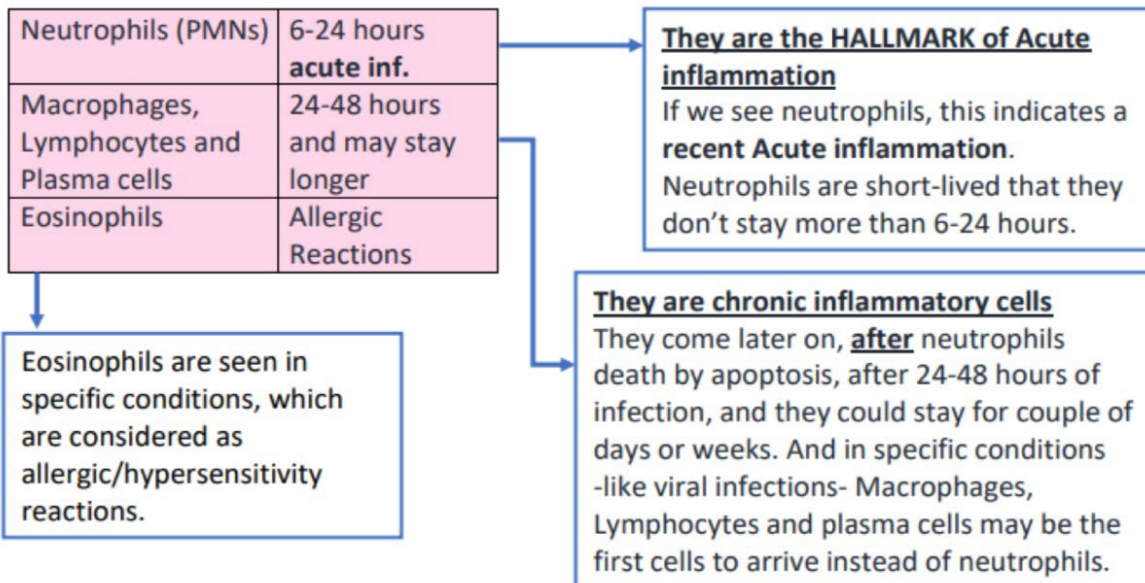 Neutrophils (PMNs)
6-24 hours
acute inf.
Macrophages,
Lymphocytes and
Plasma cells
24-48 hours
and may stay
longer
Eosinophils
Allergic
Reactions
They are the HALLMARK of Acute
inflammation
If we see neutrophils, this indicates a
recent Acute inflammation.
Neutrophils are short-lived that they
don’t stay more than 6-24 hours.
They are chronic inflammatory cells
They come later on, after neutrophils
death by apoptosis, after 24-48 hours of
infection, and they could stay for couple of
days or weeks. And in specific conditions
-like viral infections- Macrophages,
Lymphocytes and plasma cells may be the
first cells to arrive instead of neutrophils.
Eosinophils are seen in
specific conditions, which
are considered as
allergic/hypersensitivity
reactions.